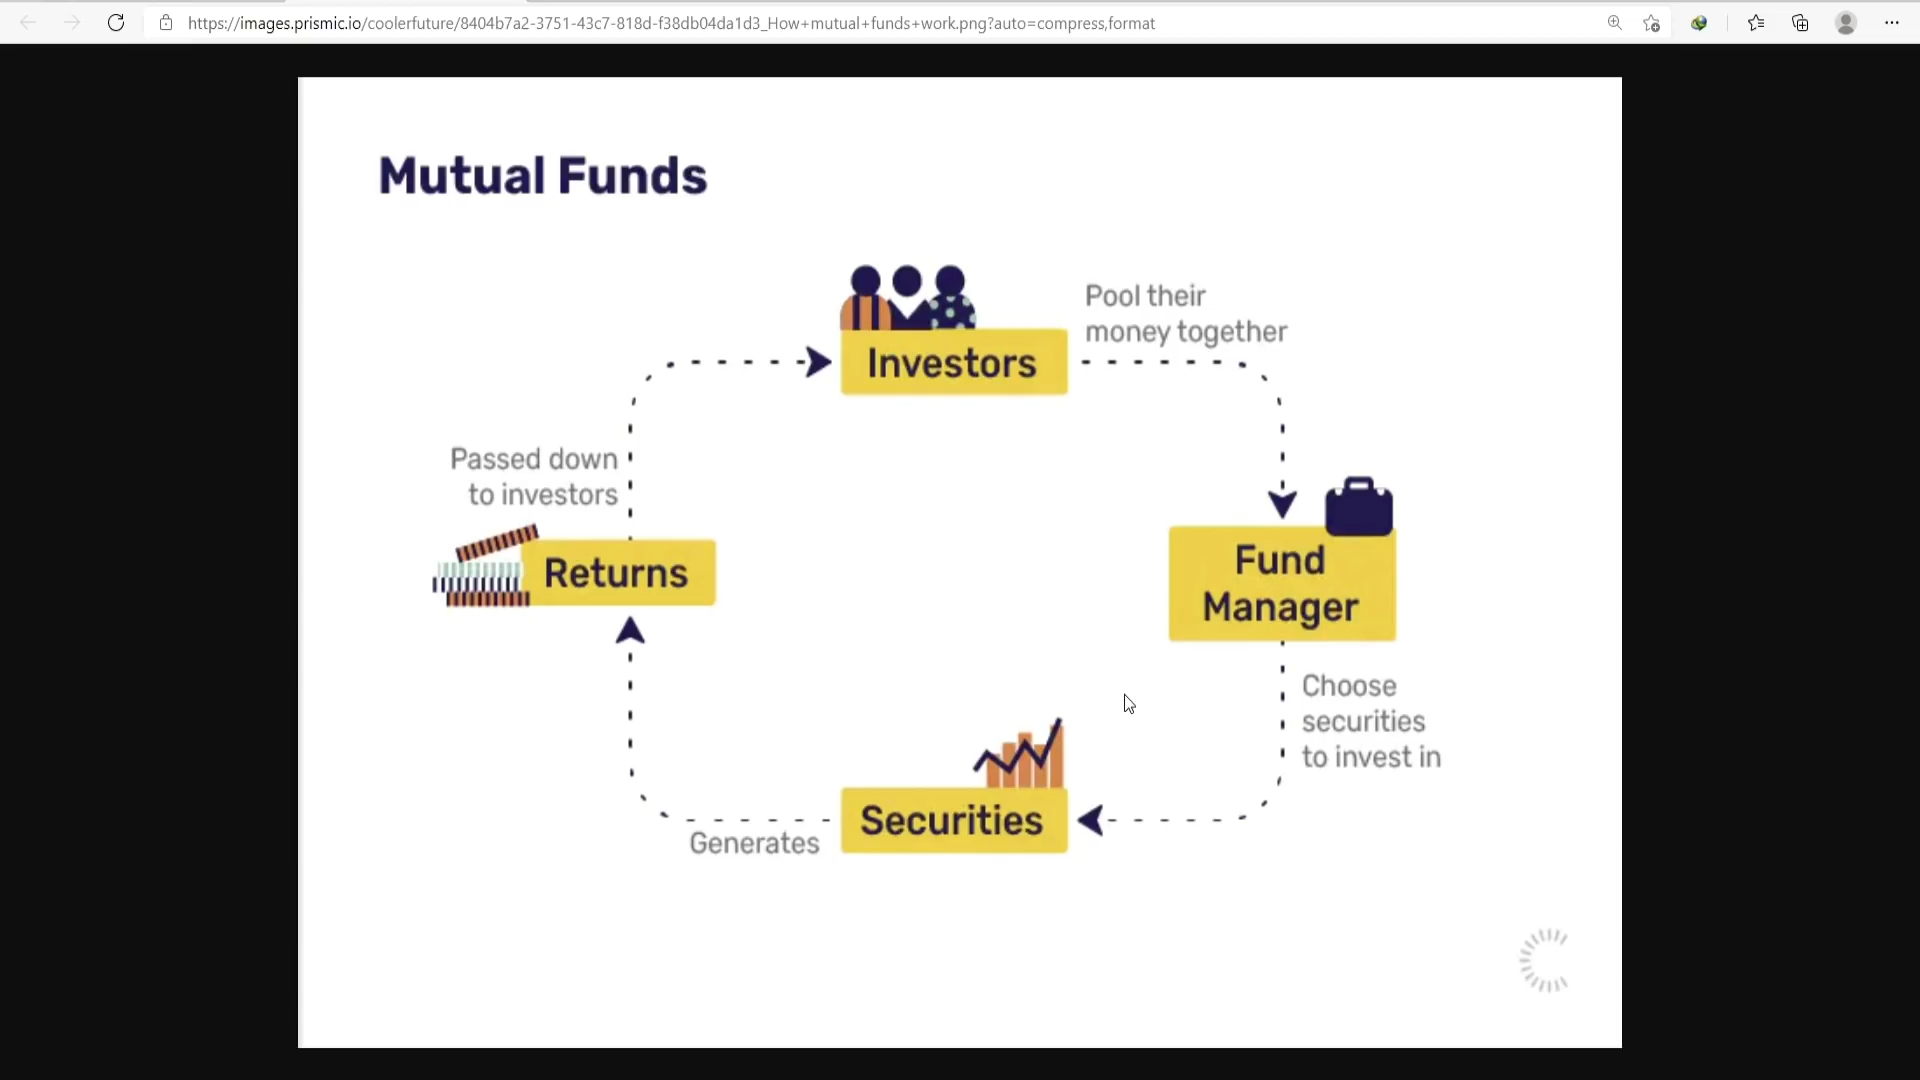 https://images.prismic.io/coolerfuture/8404b7a2-3751-43c7-818d-f38db04da1d3_How+mutual+funds+work.png?auto=compress,format
Mutual Funds
Pool their
money together
Investors
Passed down
to investors
Returns
Fund
Manager
Choose
securities
to invest in
Securities
Generates